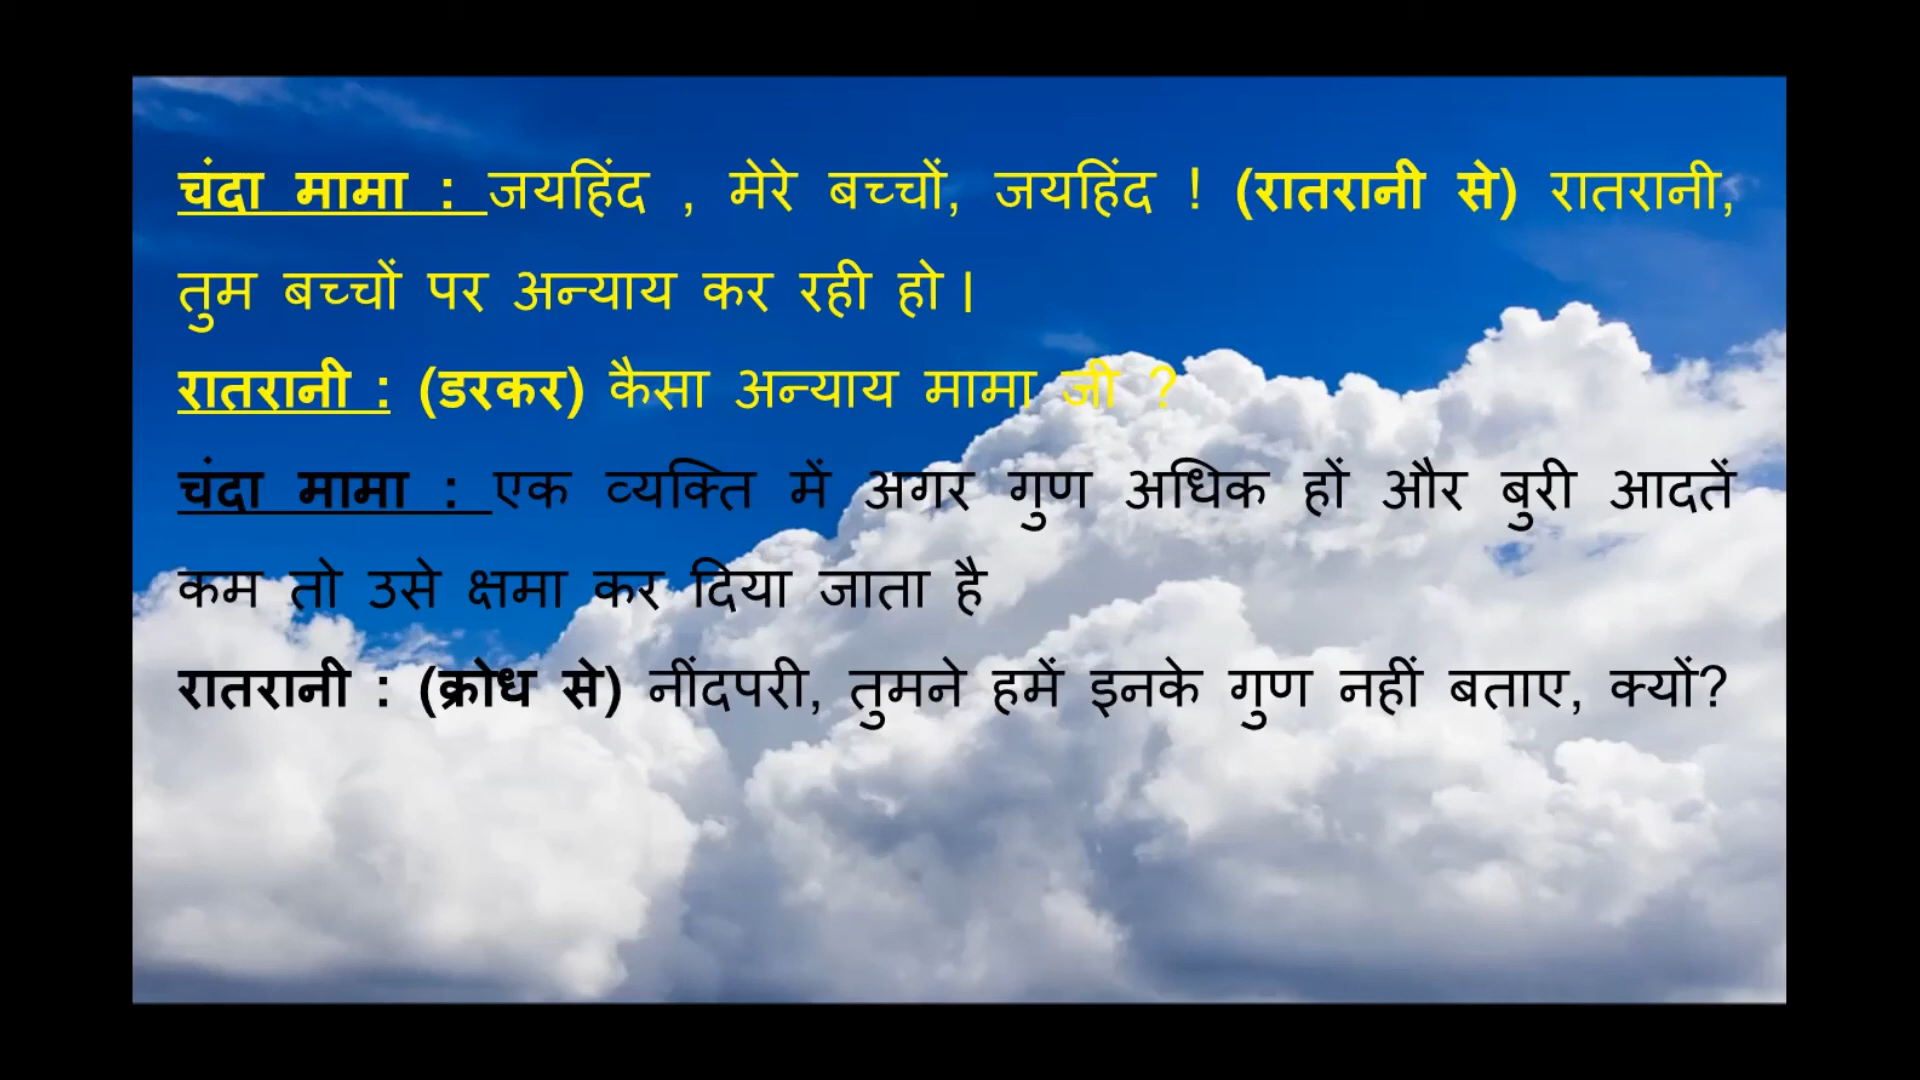 चंदा मामा : जयहिंद , मेरे बच्चों, जयहिंद ! (रातरानी से) रातरानी,
तुम बच्चों पर अन्याय कर रही हो।
रातरानी : (डरकर) कैसा अन्याय मामा जी ?
चंदा मामा : एक व्यक्ति में अगर गुण अधिक हों और बुरी आदतें
कम तो उसे क्षमा कर दिया जाता है
रातरानी : (क्रोध से) नींदपरी, तुमने हमें इनके गुण नहीं बताए, क्यों?